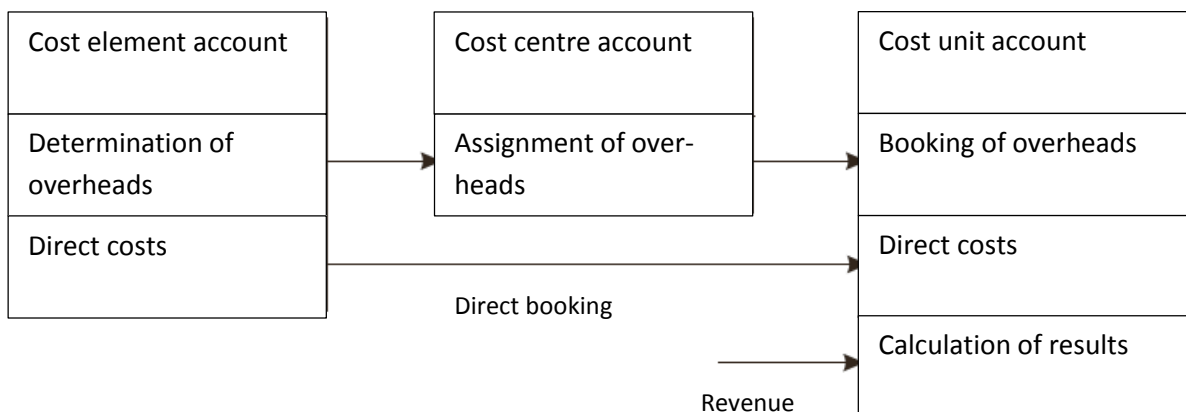 Cost element account
Cost centre account
Cost unit account
Determination of
overheads
Assignment of over-
heads
Booking of overheads
Direct costs
Direct costs
Direct booking
Calculation of results
Revenue